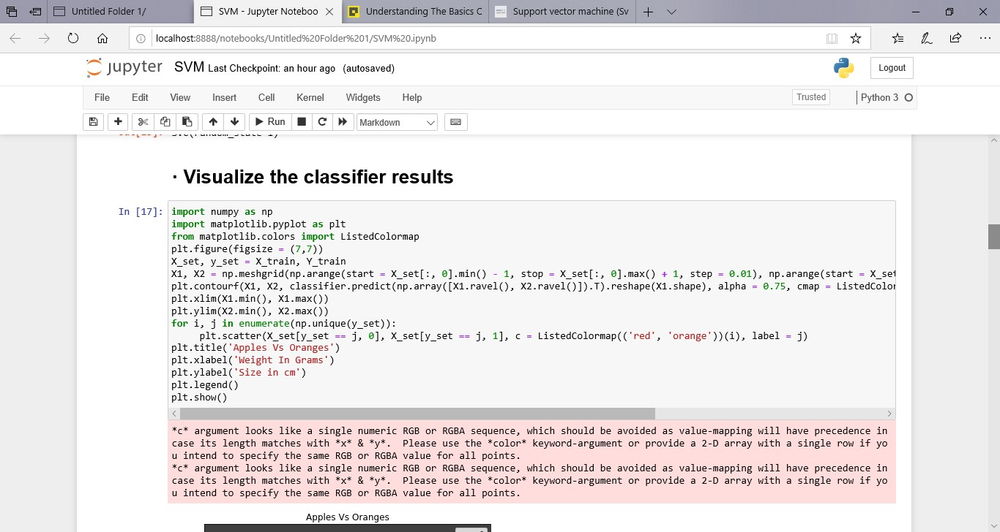 Untitled Folder 1/
SVM - Jupyter Noteboo
Understanding The Basics C
Support vector machine (Sv
localhost:8888/notebooks/Untitled%20Folder%201/SVM%20.ipynb
jupyter SVM Last Checkpoint: an hour ago (autosaved)
Logout
File Edit View Insert Cell Kernel Widgets Help
Trusted
Python 3
Run
Markdown
· Visualize the classifier results
In [17]:
import numpy as np
import matplotlib.pyplot as plt
from matplotlib.colors import ListedColormap
plt.figure(figsize = (7,7))
X_set, y_set = X_train, Y_train
X1, X2 = np.meshgrid(np.arange(start = X_set[:, 0].min() - 1, stop = X_set[:, 0].max() + 1, step = 0.01), np.arange(start = X_set
plt.contourf(X1, X2, classifier.predict(np.array([X1.ravel(), X2.ravel()]).T).reshape(X1.shape), alpha = 0.75, cmap = ListedColor
plt.xlim(X1.min(), X1.max())
plt.ylim(X2.min(), X2.max())
for i, j in enumerate(np.unique(y_set)):
     plt.scatter(X_set[y_set == j, 0], X_set[y_set == j, 1], c = ListedColormap(('red', 'orange'))(i), label = j)
plt.title('Apples Vs Oranges')
plt.xlabel('Weight In Grams')
plt.ylabel('Size in cm')
plt.legend()
plt.show()
*c* argument looks like a single numeric RGB or RGBA sequence, which should be avoided as value-mapping will have precedence in
case its length matches with *x* & *y*.  Please use the *color* keyword-argument or provide a 2-D array with a single row if yo
u intend to specify the same RGB or RGBA value for all points.
*c* argument looks like a single numeric RGB or RGBA sequence, which should be avoided as value-mapping will have precedence in
case its length matches with *x* & *y*.  Please use the *color* keyword-argument or provide a 2-D array with a single row if yo
u intend to specify the same RGB or RGBA value for all points.
Apples Vs Oranges